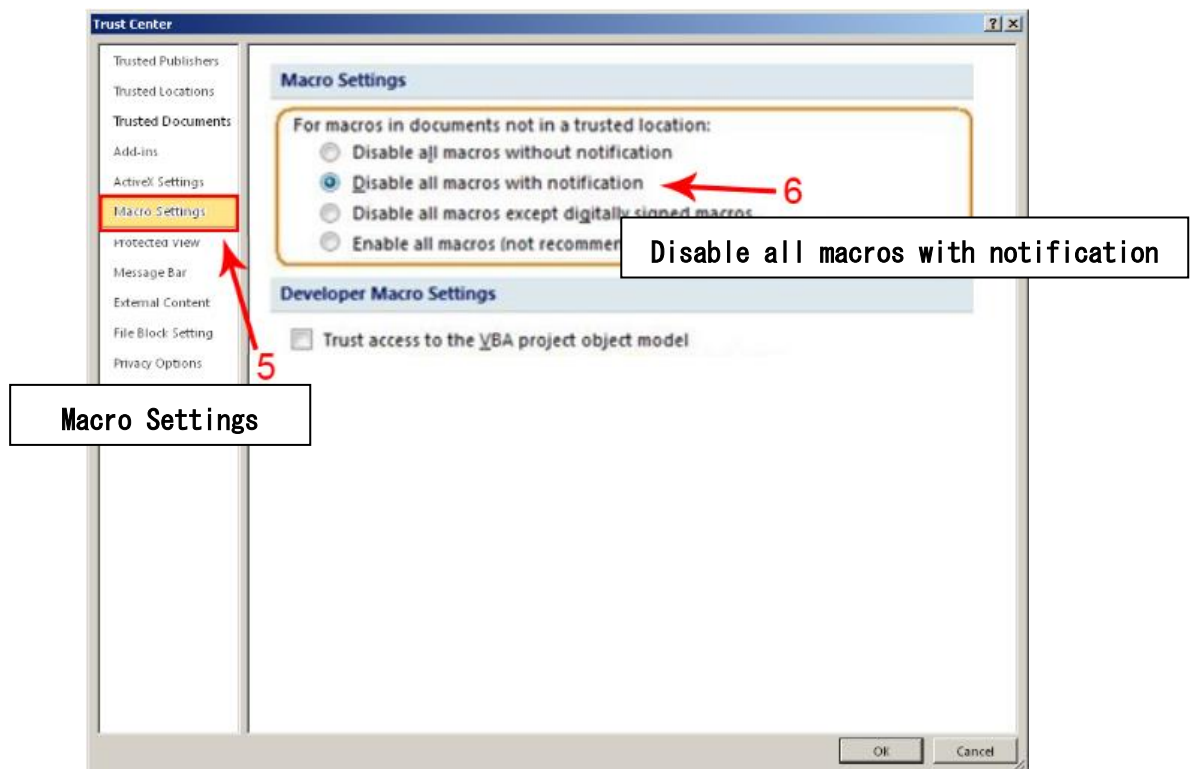 Trust Center
Trusted Publishers
Trusted Locations
Trusted Documents
Add-ins
ActiveX Settings
Macro Settings
Protected View
Message Bar
External Content
File Block Setting
Privacy Options
Macro Settings
For macros in documents not in a trusted location:
Disable all macros without notification
Disable all macros with notification
6
Disable all macros except digitally signed macros
Enable all macros (not recommen
Disable all macros with notification
Developer Macro Settings
Trust access to the VBA project object model
5
Macro Settings
OK
Cancel